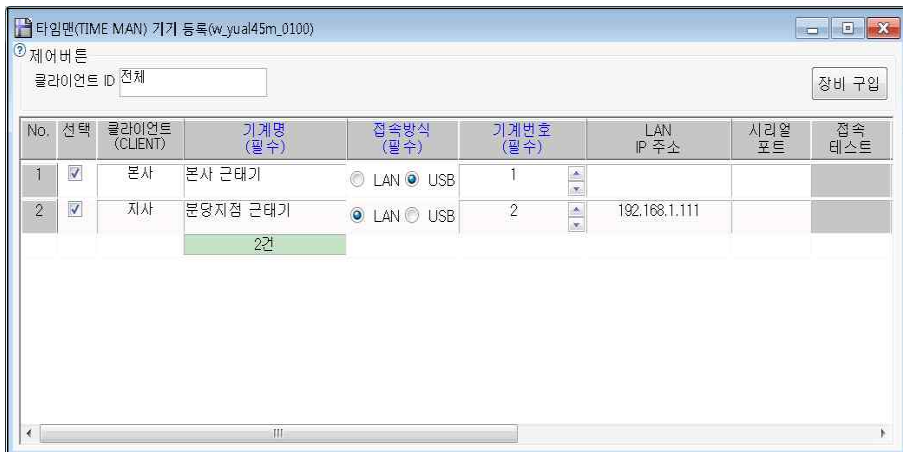 타임맨(TIME MAN) 기기 등록(w_yual45m_0100)
제어버튼
클라이언트 ID 전체
장비 구입
No. 선택 클라이언트 (CLIENT) 기계명 (필수) 접속방식 (필수) 기계번호 (필수) LAN IP 주소 시리얼 포트 접속 테스트
1 본사 본사 근태기 LAN USB 1
2 지사 분당지점 근태기 LAN USB 2 192.168.1.111
2건